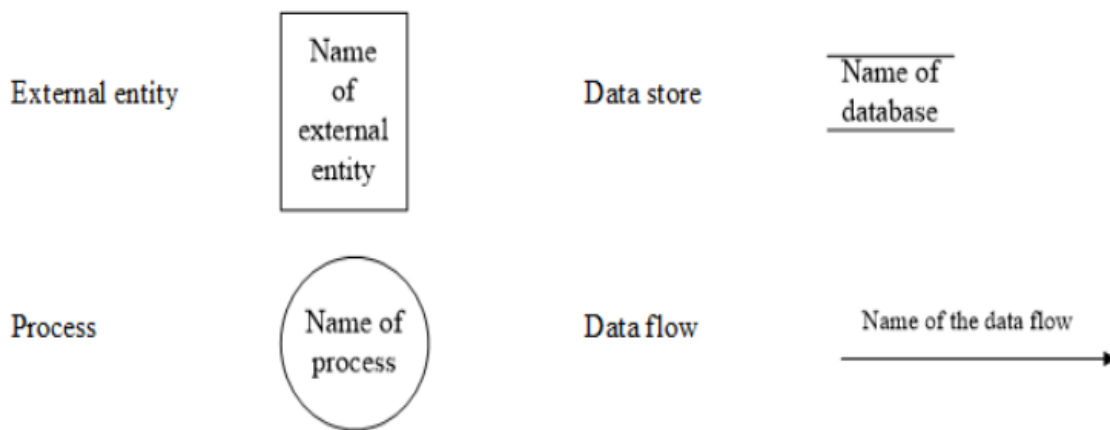 External entity
Name
of
external
entity
Data store
Name of
database
Process
Name of
process
Data flow
Name of the data flow